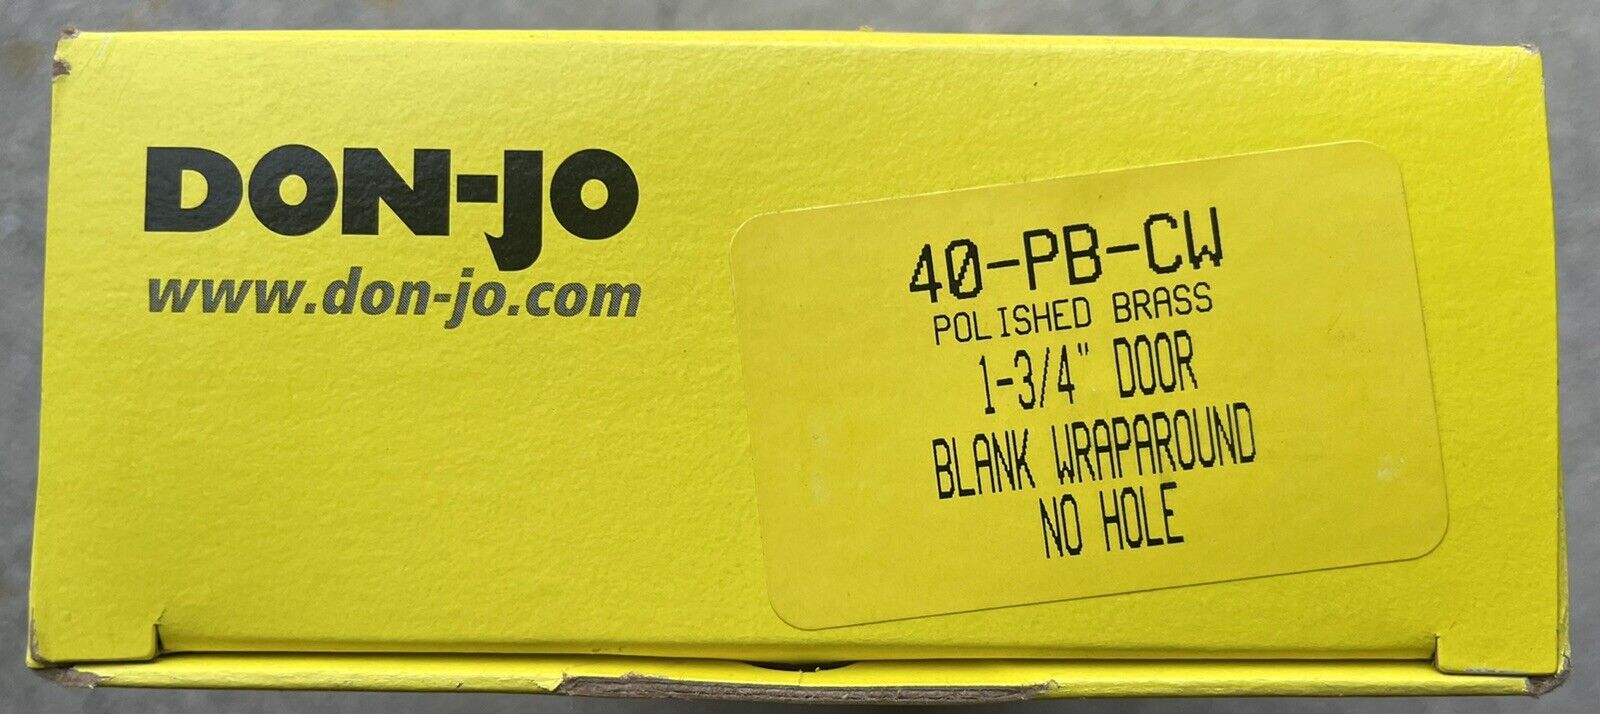 DON-JO
www.don-jo.com
40-PB-CW
POLISHED BRASS
1-3/4" DOOR
BLANK WRAPAROUND
NO HOLE